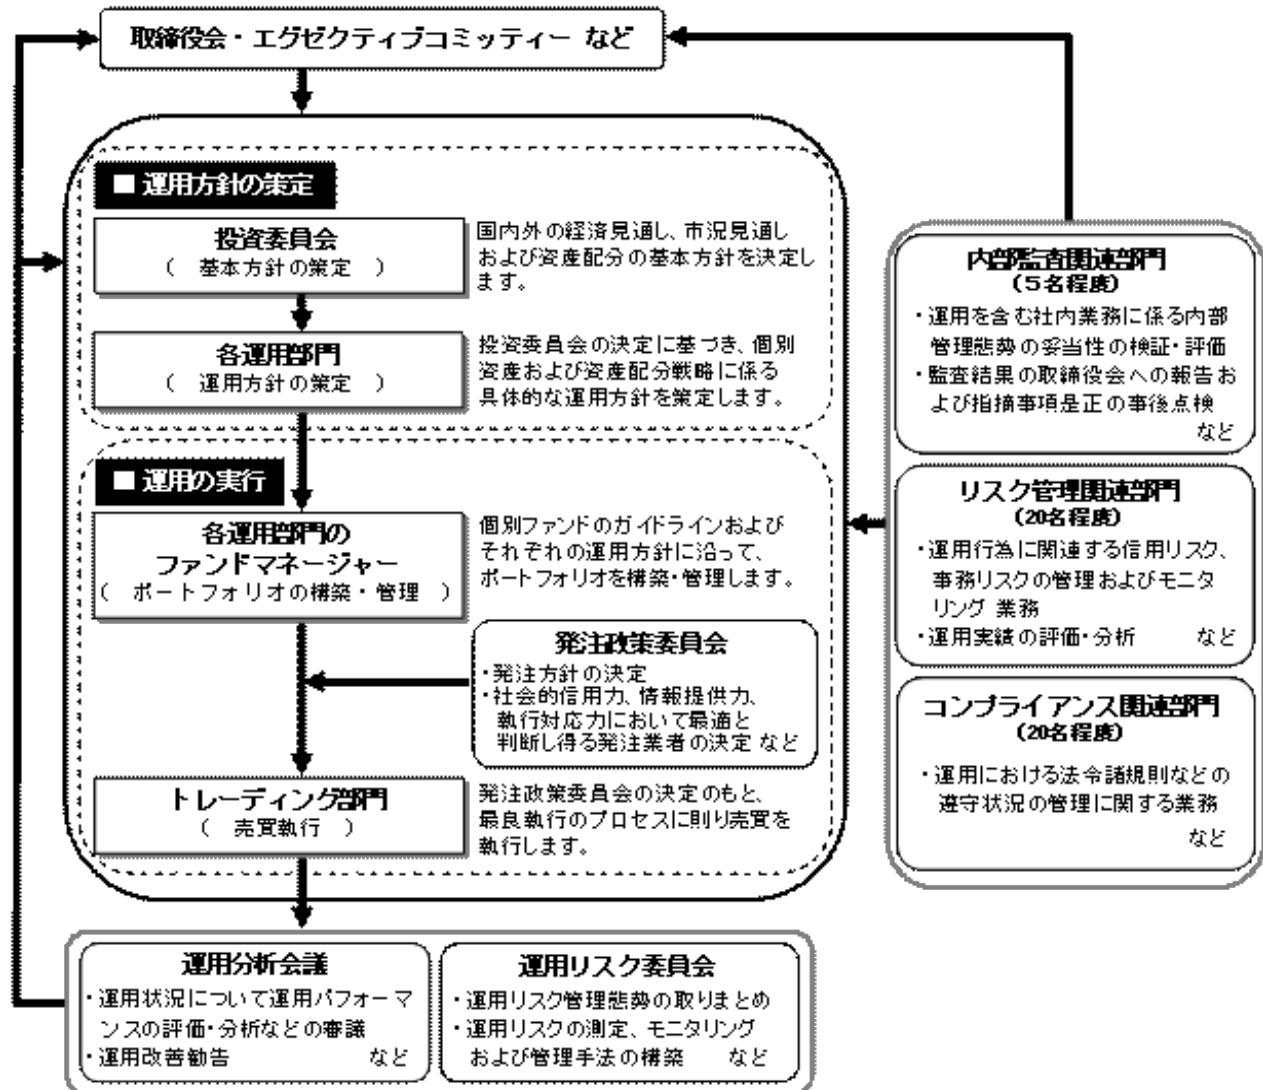 取締役会・エグゼクティブコミッティー など
■ 運用方針の策定
投資委員会
（ 基本方針の策定 ）
国内外の経済見通し、市況見通し
および資産配分の基本方針を決定し
ます。
各運用部門
（ 運用方針の策定 ）
投資委員会の決定に基づき、個別
資産および資産配分戦略に係る
具体的な運用方針を策定します。
■ 運用の実行
各運用部門の
ファンドマネージャー
（ ポートフォリオの構築・管理 ）
個別ファンドのガイドラインおよび
それぞれの運用方針に沿って、
ポートフォリオを構築・管理します。
発注政策委員会
・発注方針の決定
・社会的信用力、情報提供力、
執行対応力において最適と
判断し得る発注業者の決定 など
トレーディング部門
（ 売買執行 ）
発注政策委員会の決定のもと、
最良執行のプロセスに則り売買を
執行します。
運用分析会議
・運用状況について運用パフォーマ
ンスの評価・分析などの審議
・運用改善勧告 など
運用リスク委員会
・運用リスク管理態勢の取りまとめ
・運用リスクの測定、モニタリング
および管理手法の構築 など
内部監査関連部門
（５名程度）
・運用を含む社内業務に係る内部
管理態勢の妥当性の検証・評価
・監査結果の取締役会への報告お
よび指摘事項是正の事後点検
など
リスク管理関連部門
（20名程度）
・運用行為に関連する信用リスク、
事務リスクの管理およびモニタ
リング 業務
・運用実績の評価・分析 など
コンプライアンス関連部門
（20名程度）
・運用における法令諸規則などの
遵守状況の管理に関する業務
など